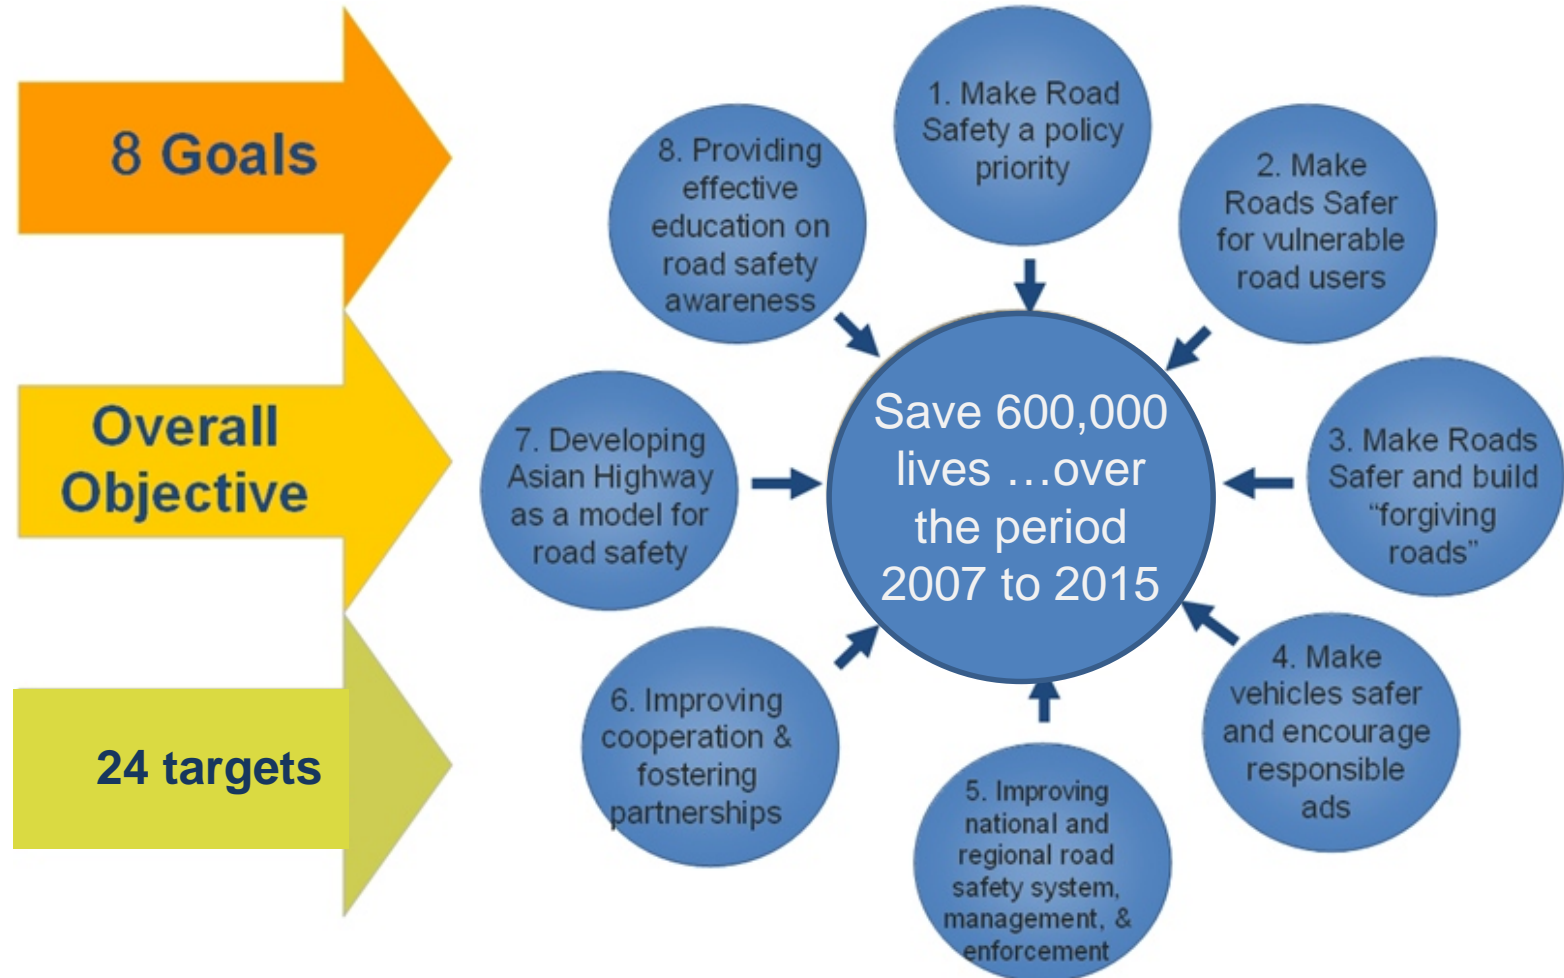 8 Goals
Overall
Objective
24 targets
1. Make Road
Safety a policy
priority
2. Make
Roads Safer
for vulnerable
road users
3. Make Roads
Safer and build
“forgiving
roads”
4. Make
vehicles safer
and encourage
responsible
ads
5. Improving
national and
regional road
safety system,
management, &
enforcement
6. Improving
cooperation &
fostering
partnerships
7. Developing
Asian Highway
as a model for
road safety
8. Providing
effective
education on
road safety
awareness
Save 600,000
lives …over
the period
2007 to 2015